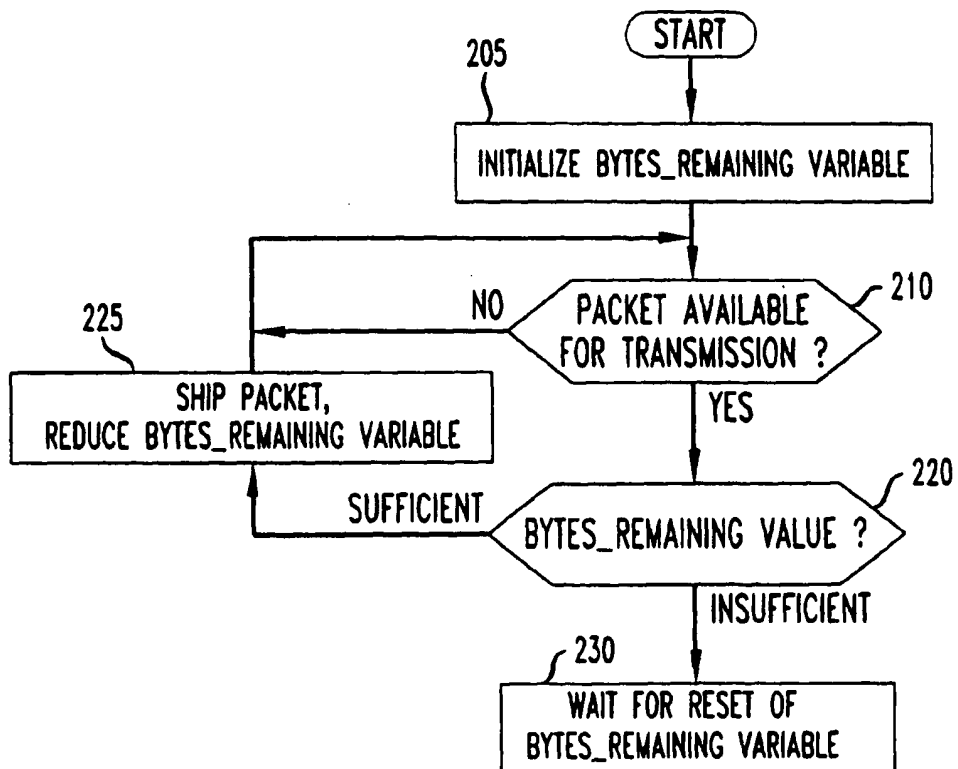 START
205
INITIALIZE BYTES_REMAINING VARIABLE
210
NO
PACKET AVAILABLE
FOR TRANSMISSION ?
225
SHIP PACKET,
REDUCE BYTES_REMAINING VARIABLE
YES
220
SUFFICIENT
BYTES_REMAINING VALUE ?
INSUFFICIENT
230
WAIT FOR RESET OF
BYTES_REMAINING VARIABLE